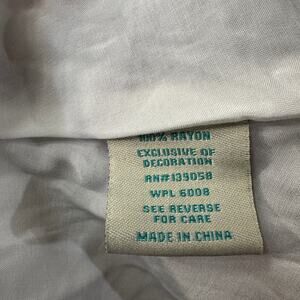 100% RAYON
EXCLUSIVE OF
DECORATION
RN#139058
WPL 6008
SEE REVERSE
FOR CARE
MADE IN CHINA